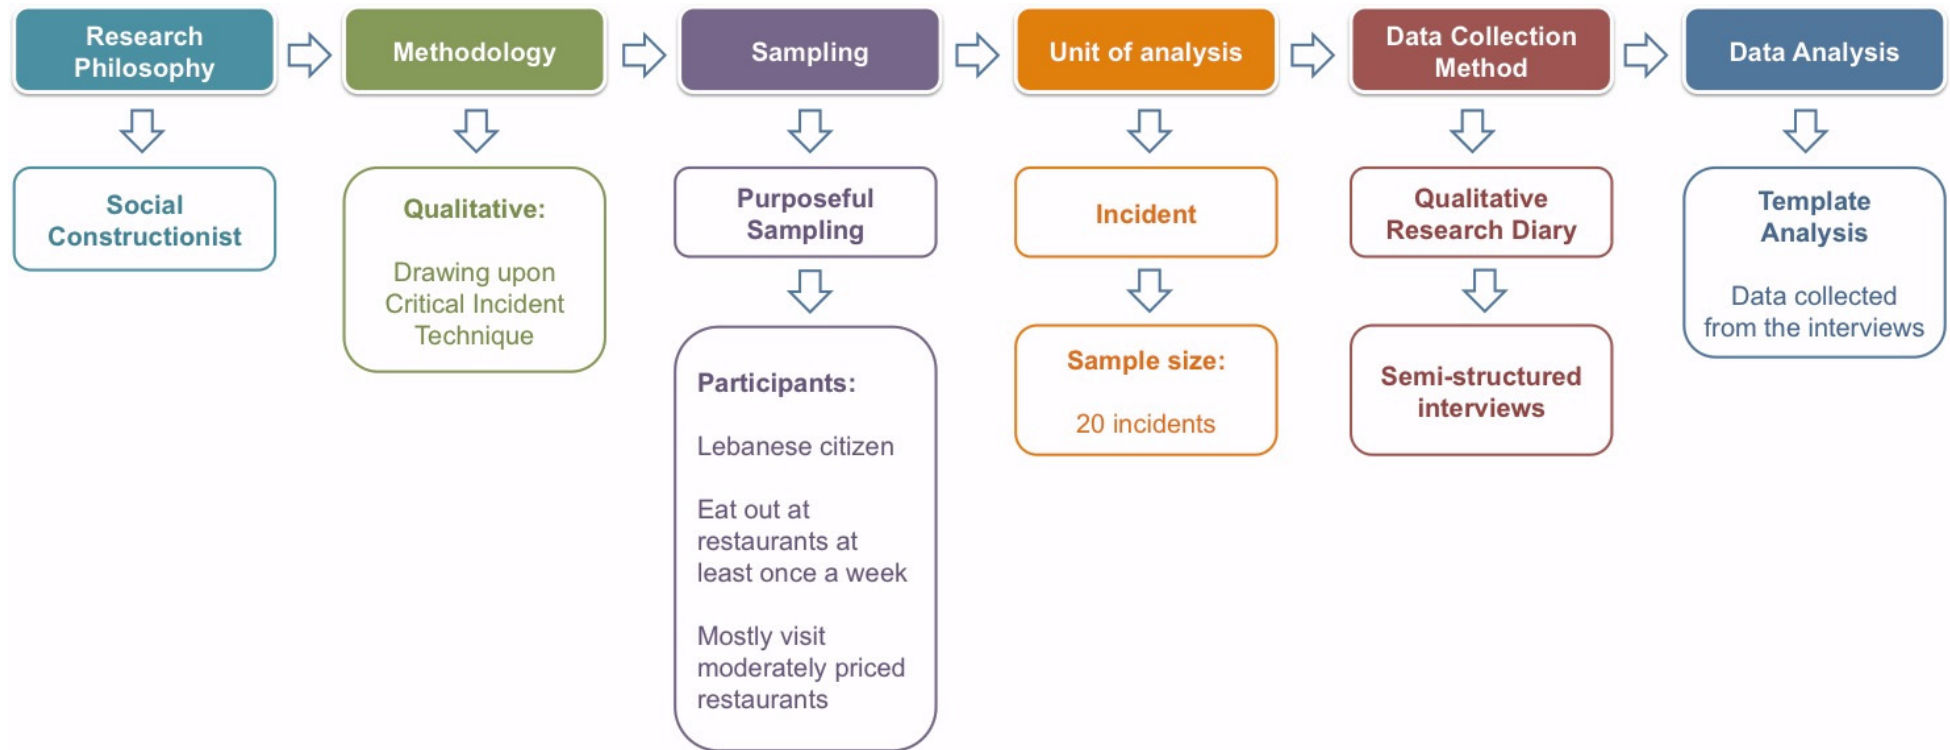 Research
Philosophy
Methodology
Sampling
Unit of analysis
Data Collection
Method
Data Analysis
Social
Constructionist
Qualitative:
Drawing upon
Critical Incident
Technique
Purposeful
Sampling
Participants:
Lebanese citizen
Eat out at
restaurants at
least once a week
Mostly visit
moderately priced
restaurants
Incident
Sample size:
20 incidents
Qualitative
Research Diary
Semi-structured
interviews
Template
Analysis
Data collected
from the interviews